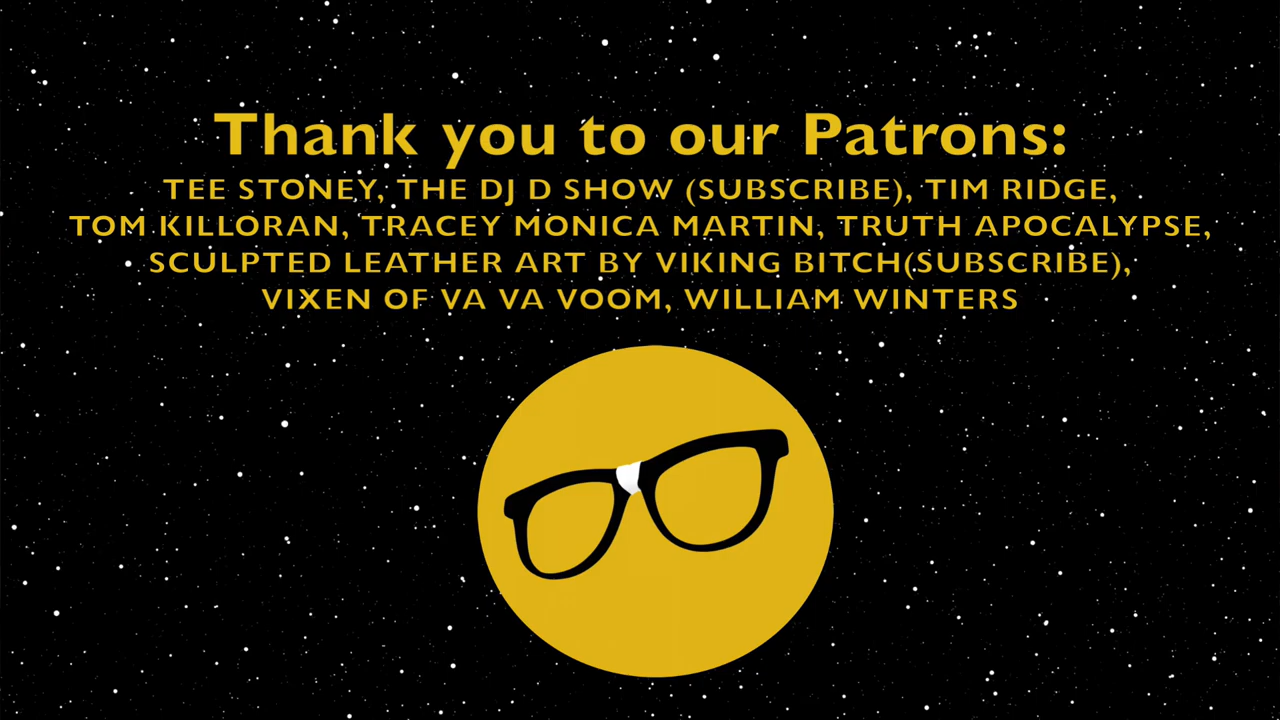 Thank you to our Patrons:
TEE STONEY, THE DJ D SHOW (SUBSCRIBE), TIM RIDGE,
TOM KILLORAN, TRACEY MONICA MARTIN, TRUTH APOCALYPSE,
SCULPTED LEATHER ART BY VIKING BITCH(SUBSCRIBE),
VIXEN OF VA VA VOOM, WILLIAM WINTERS